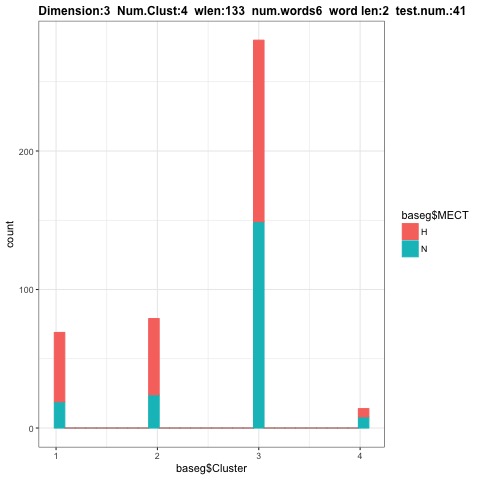 Dimension:3 Num.Clust:4 wlen:133 num.words6 word len:2 test.num.:41
200
100
0
count
1 2 3 4
baseg$Cluster
baseg$MECT
H
N